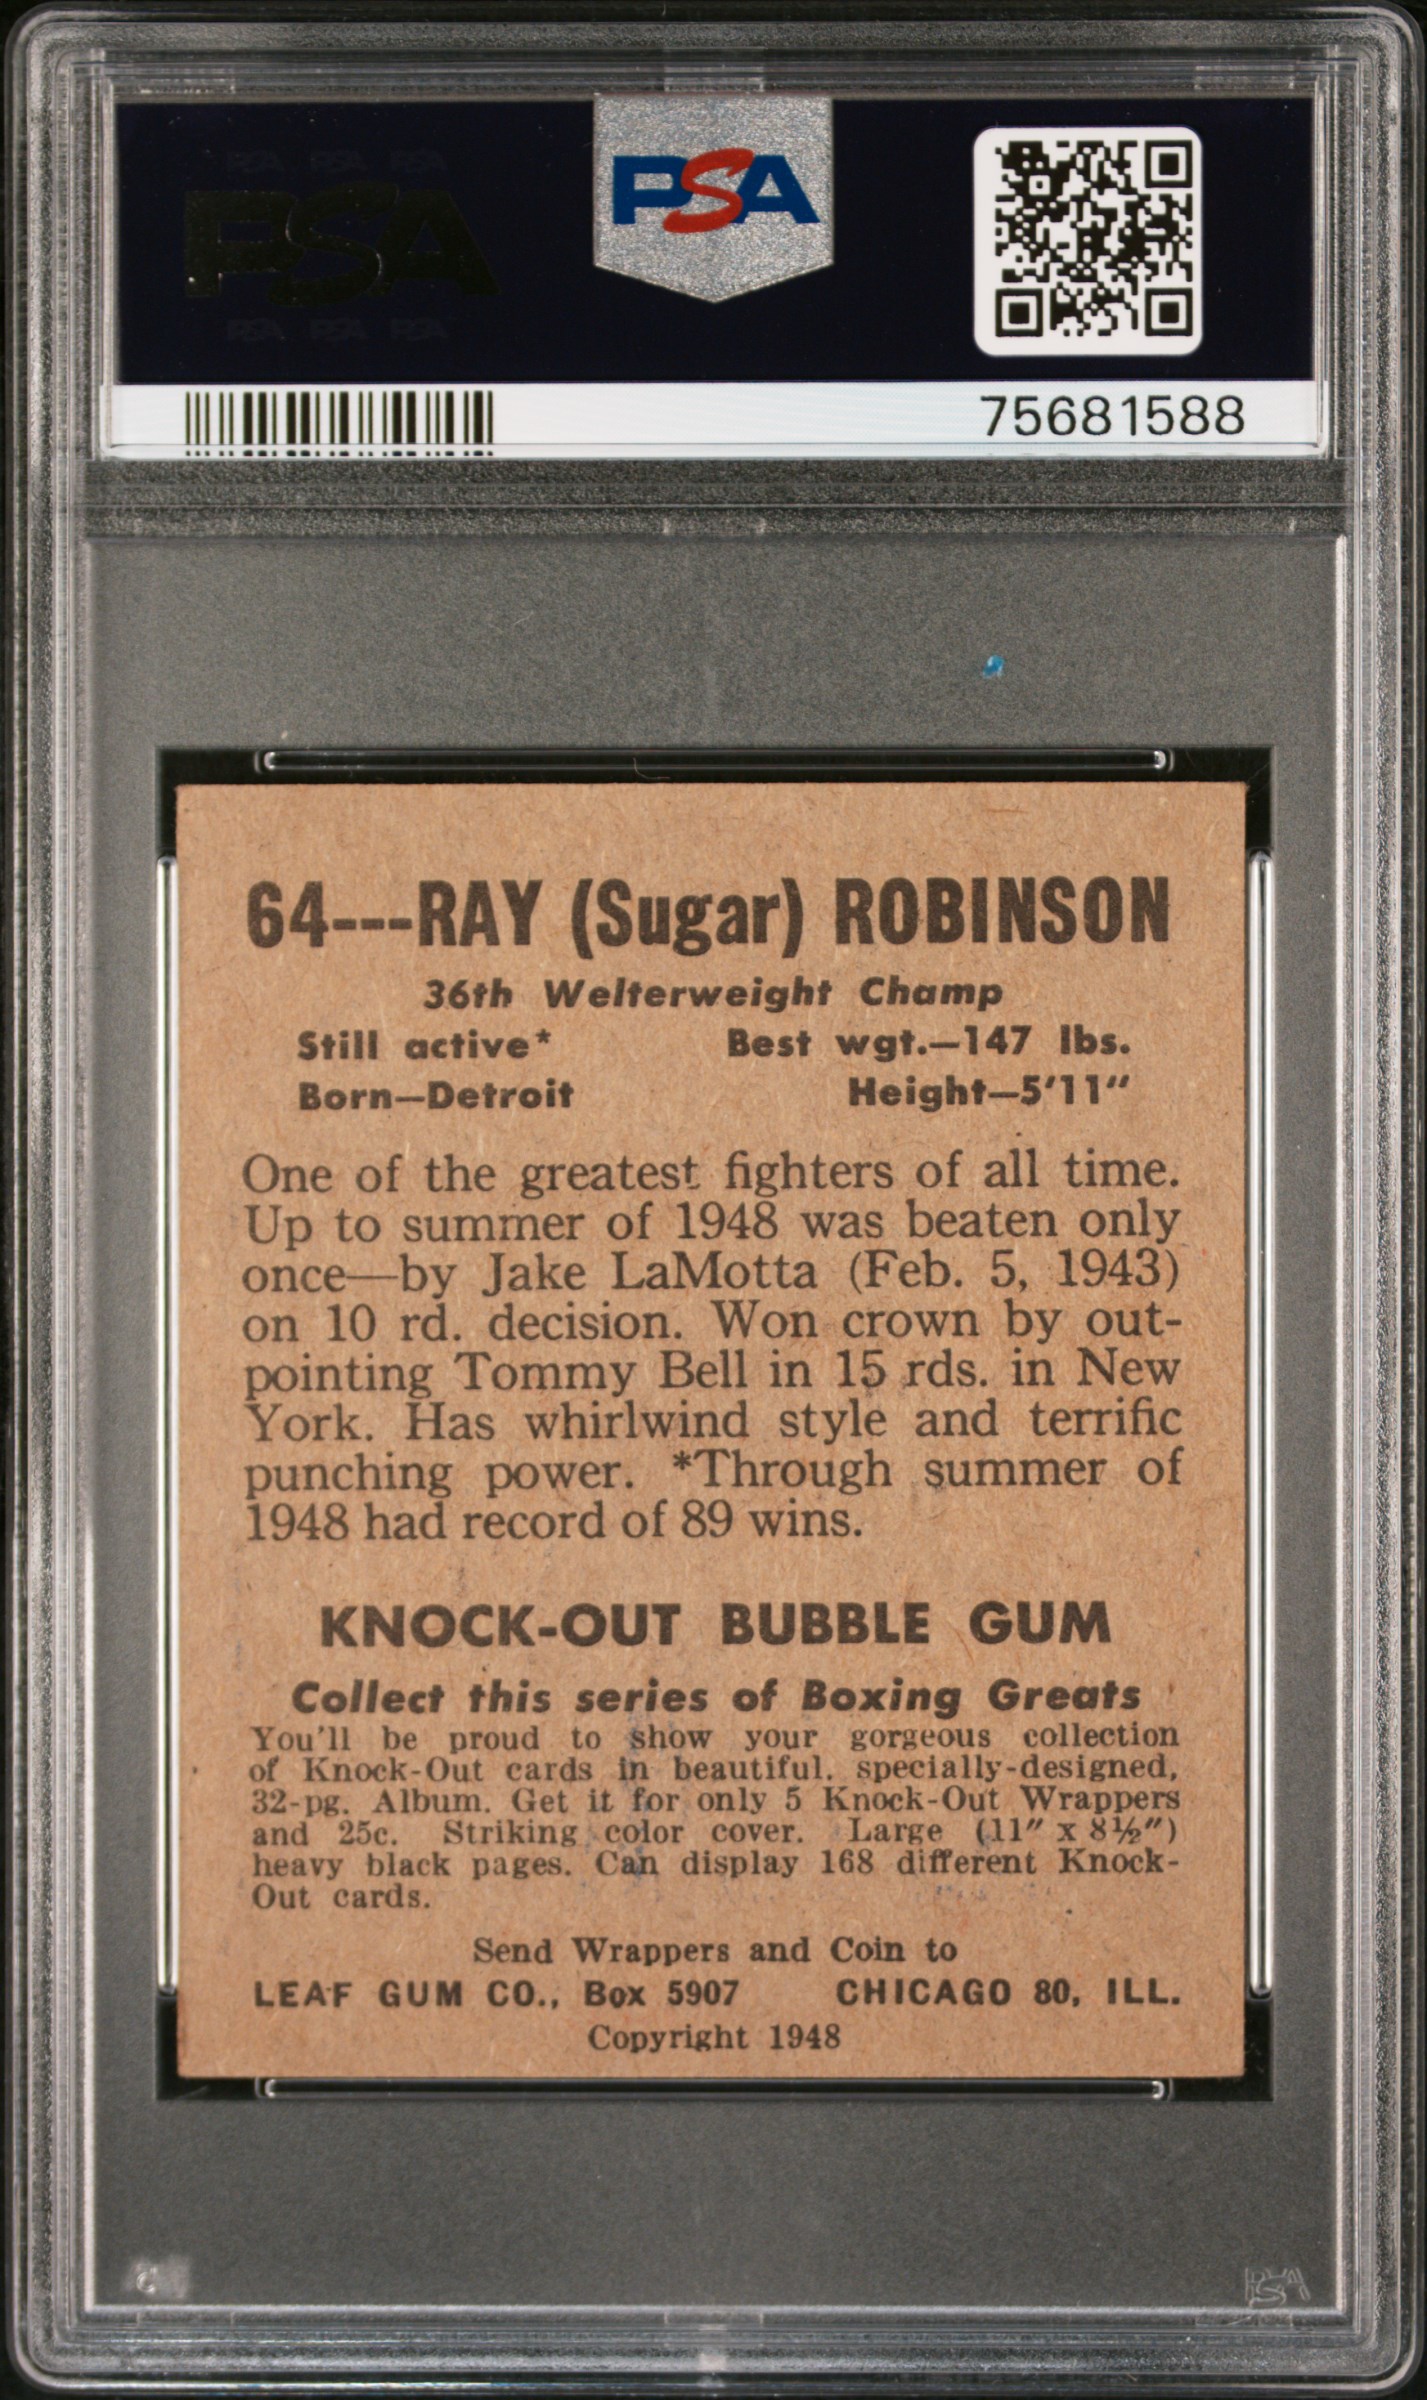 PSA PSA PSA
PSA
PSA PSA PSA
PSA
75681588
64---RAY (Sugar) ROBINSON
36th Welterweight Champ
Still active* Best wgt.—147 lbs.
Born—Detroit Height—5'11"
One of the greatest fighters of all time.
Up to summer of 1948 was beaten only
once—by Jake LaMotta (Feb. 5, 1943)
on 10 rd. decision. Won crown by out-
pointing Tommy Bell in 15 rds. in New
York. Has whirlwind style and terrific
punching power. *Through summer of
1948 had record of 89 wins.
KNOCK-OUT BUBBLE GUM
Collect this series of Boxing Greats
You'll be proud to show your gorgeous collection
of Knock-Out cards in beautiful, specially-designed,
32-pg. Album. Get it for only 5 Knock-Out Wrappers
and 25c. Striking color cover. Large (11" x 8½")
heavy black pages. Can display 168 different Knock-
Out cards.
Send Wrappers and Coin to
LEAF GUM CO., Box 5907 CHICAGO 80, ILL.
Copyright 1948
PSA